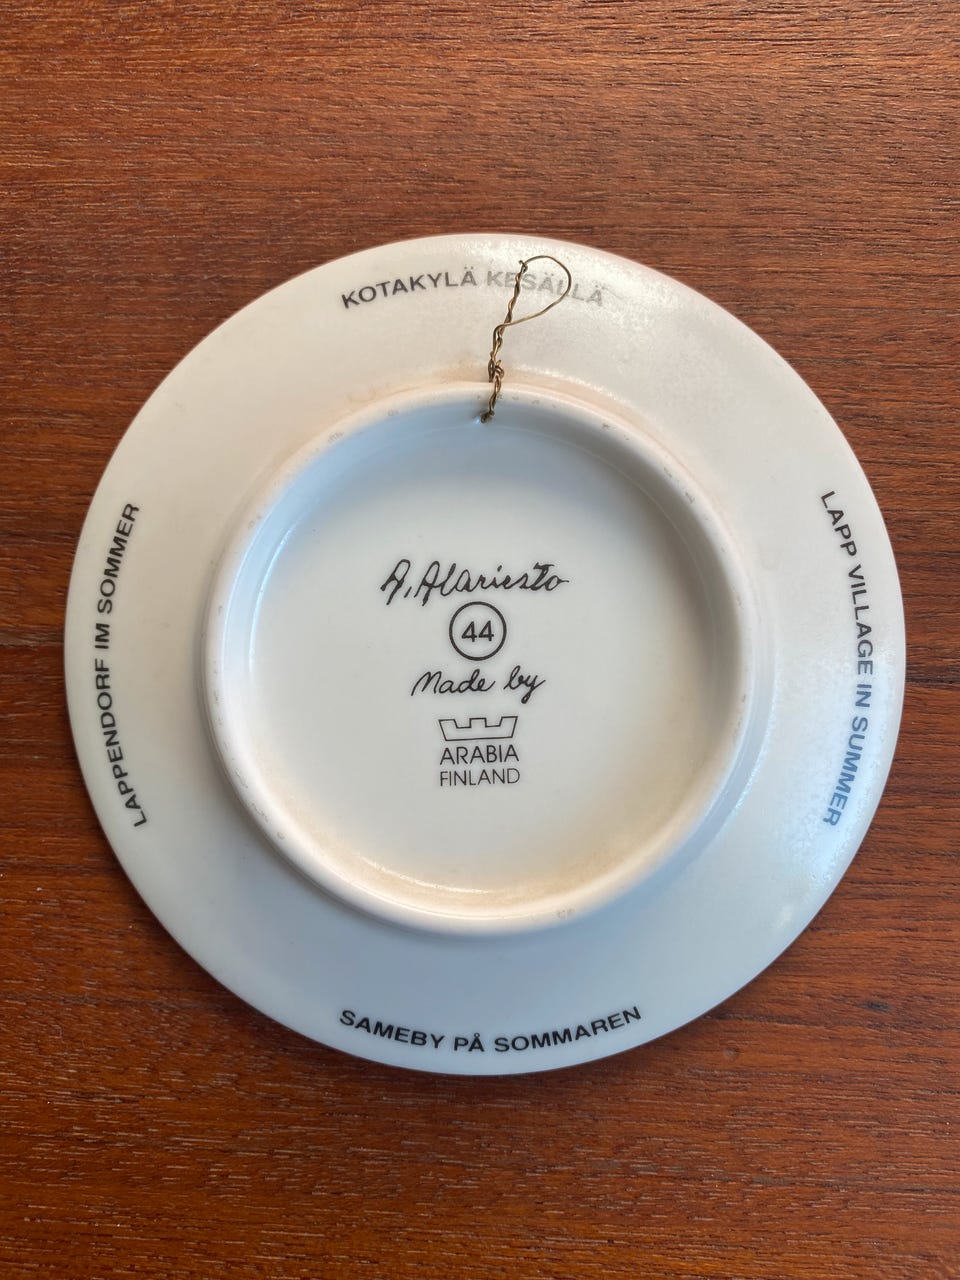 KOTAKYLÄ KESÄLLÄ
LAPPENDORF IM SOMMER
LAPP VILLAGE IN SUMMER
A. Alariesto
44
Made by
ARABIA
FINLAND
SAMEBY PÅ SOMMAREN